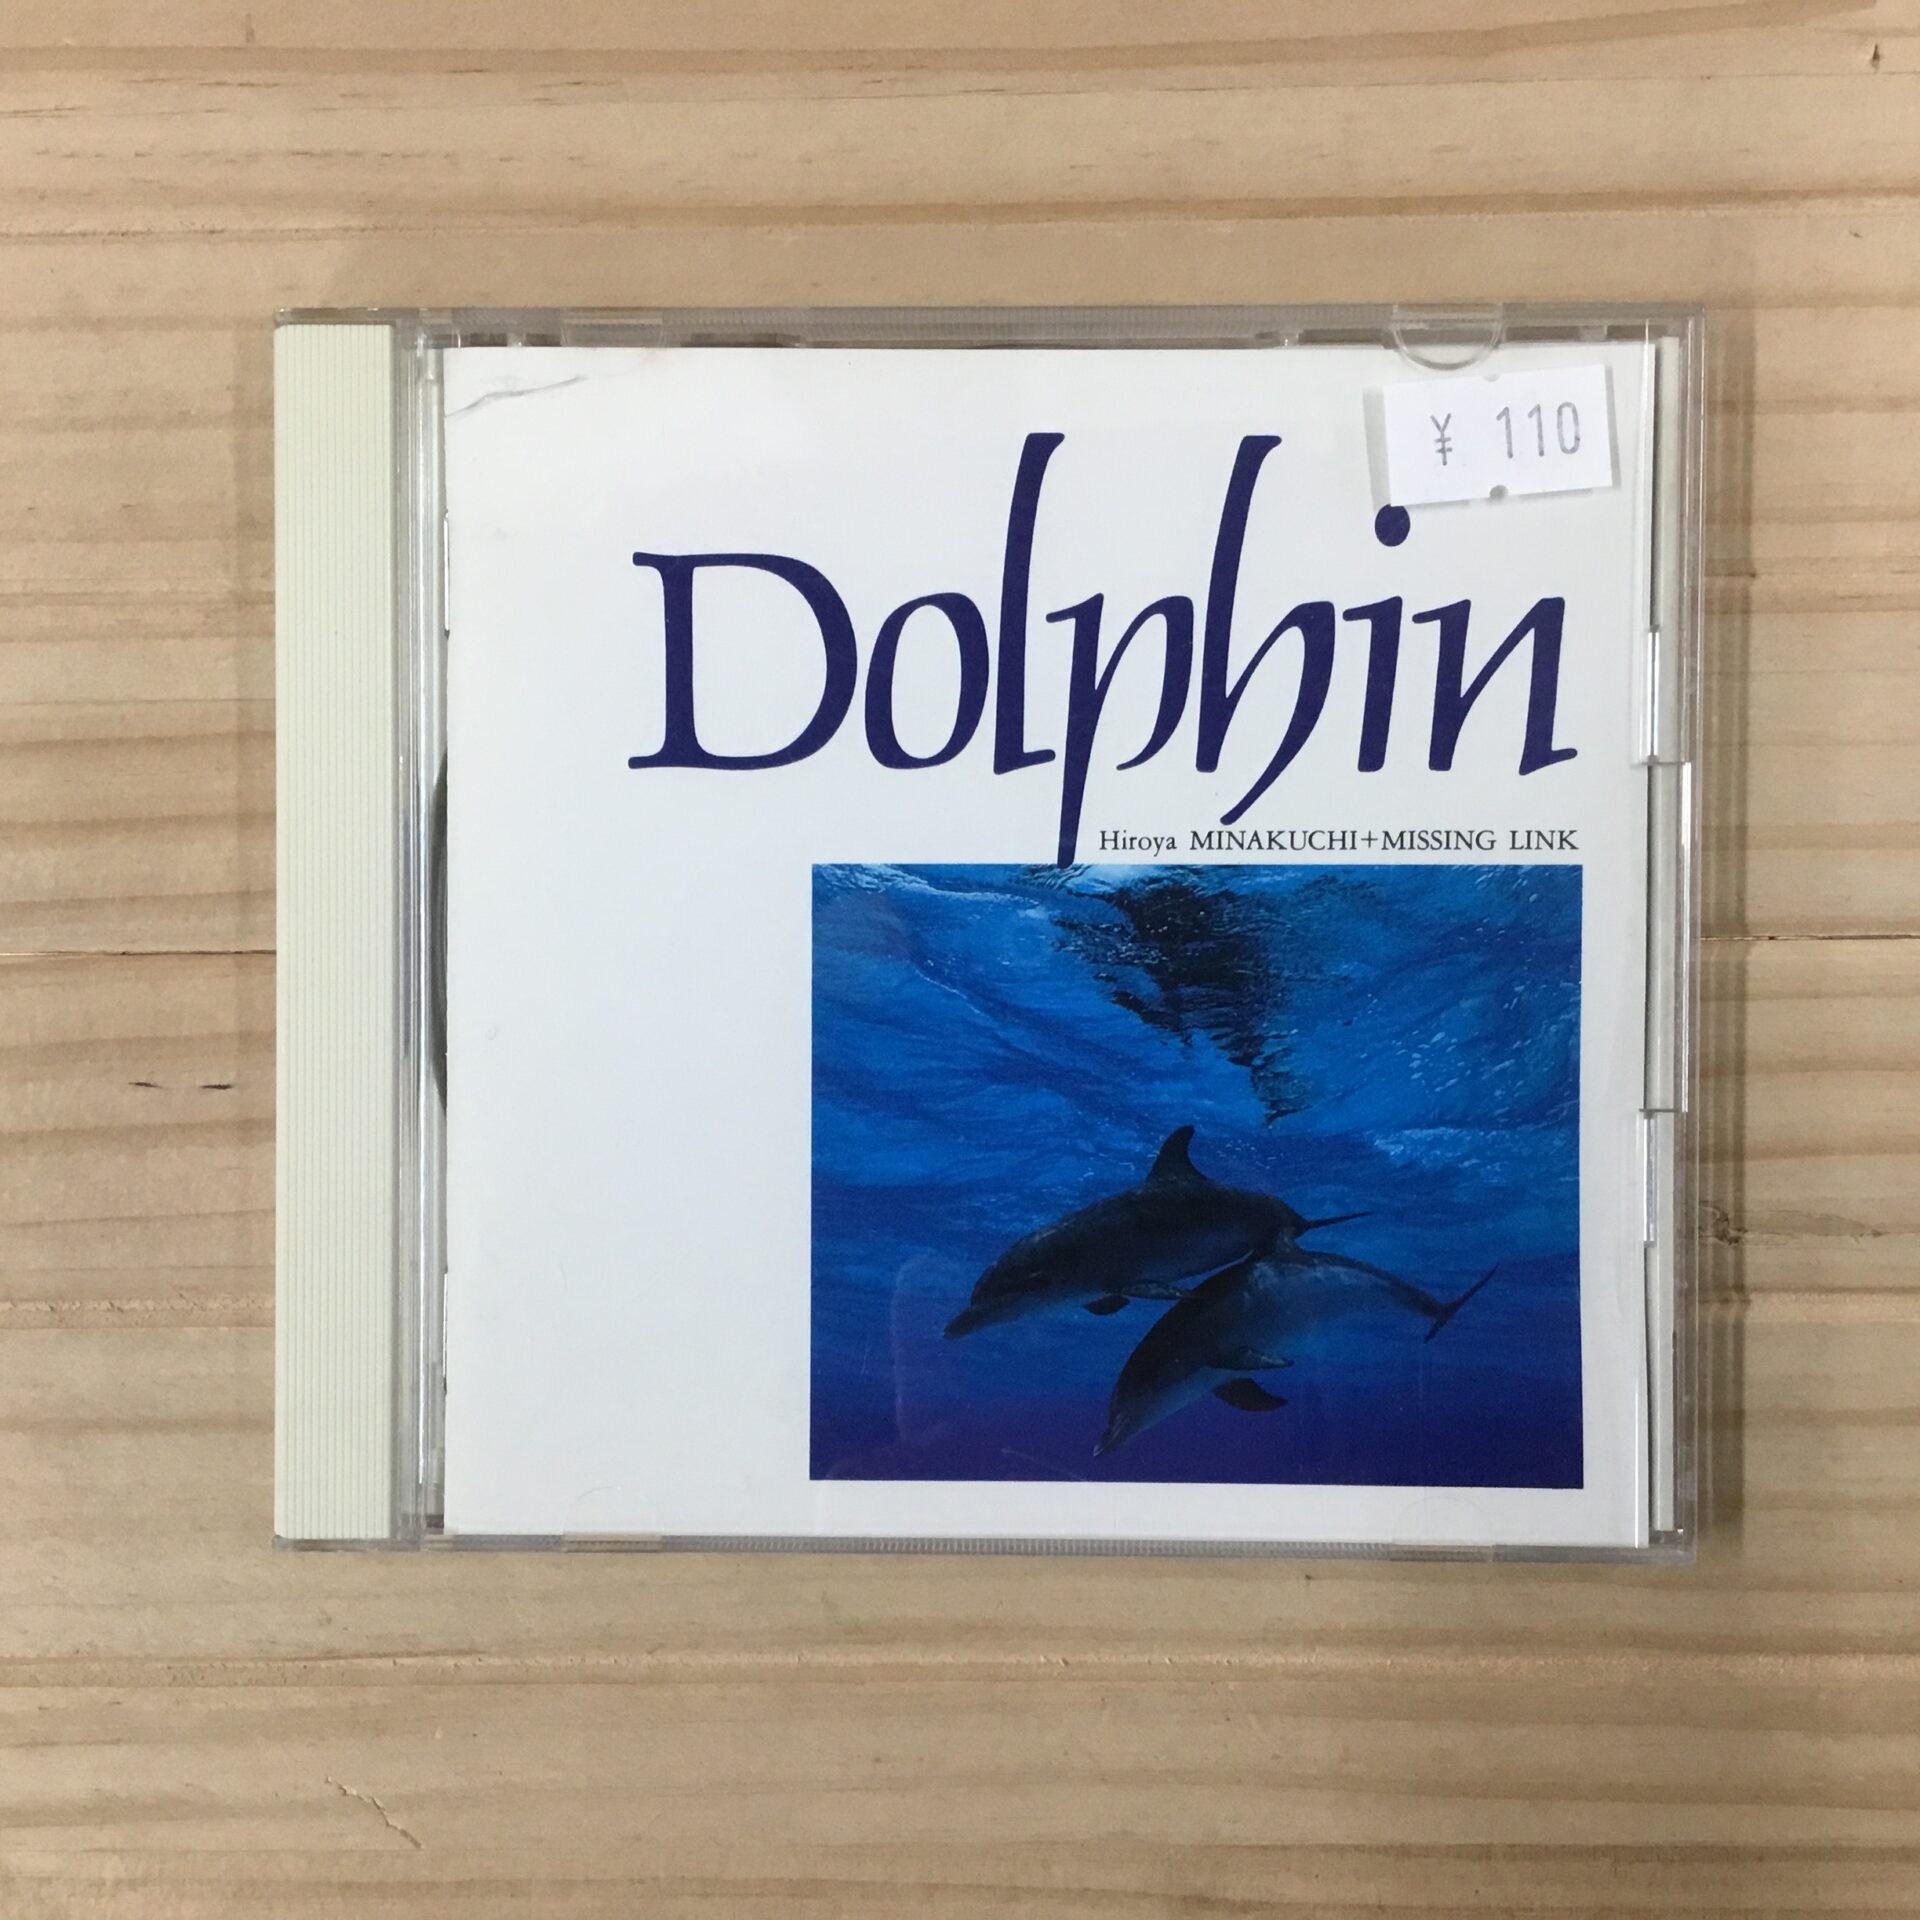 ¥ 110
Dolphin
Hiroya MINAKUCHI+MISSING LINK